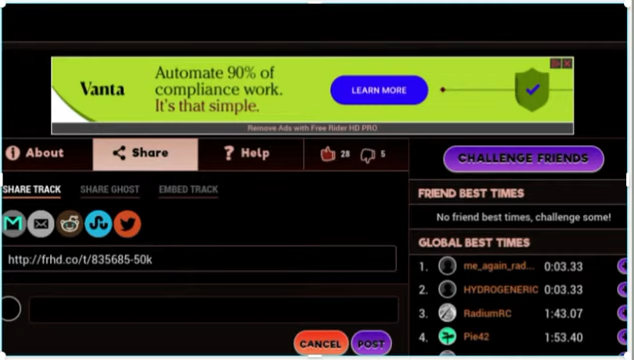 Vanta
Automate 90% of
compliance work.
It's that simple.
LEARN MORE
Remove Ads with Free Rider HD PRO
About
Share
Help
28
5
CHALLENGE FRIENDS
SHARE TRACK
SHARE GHOST
EMBED TRACK
FRIEND BEST TIMES
No friend best times, challenge some!
GLOBAL BEST TIMES
http://frhd.co/t/835685-50k
1. me_again_rad... 0:03.33
2. HYDROGENERIC 0:03.33
3. RadiumRC 1:43.07
4. Pie42 1:53.40
CANCEL
POST